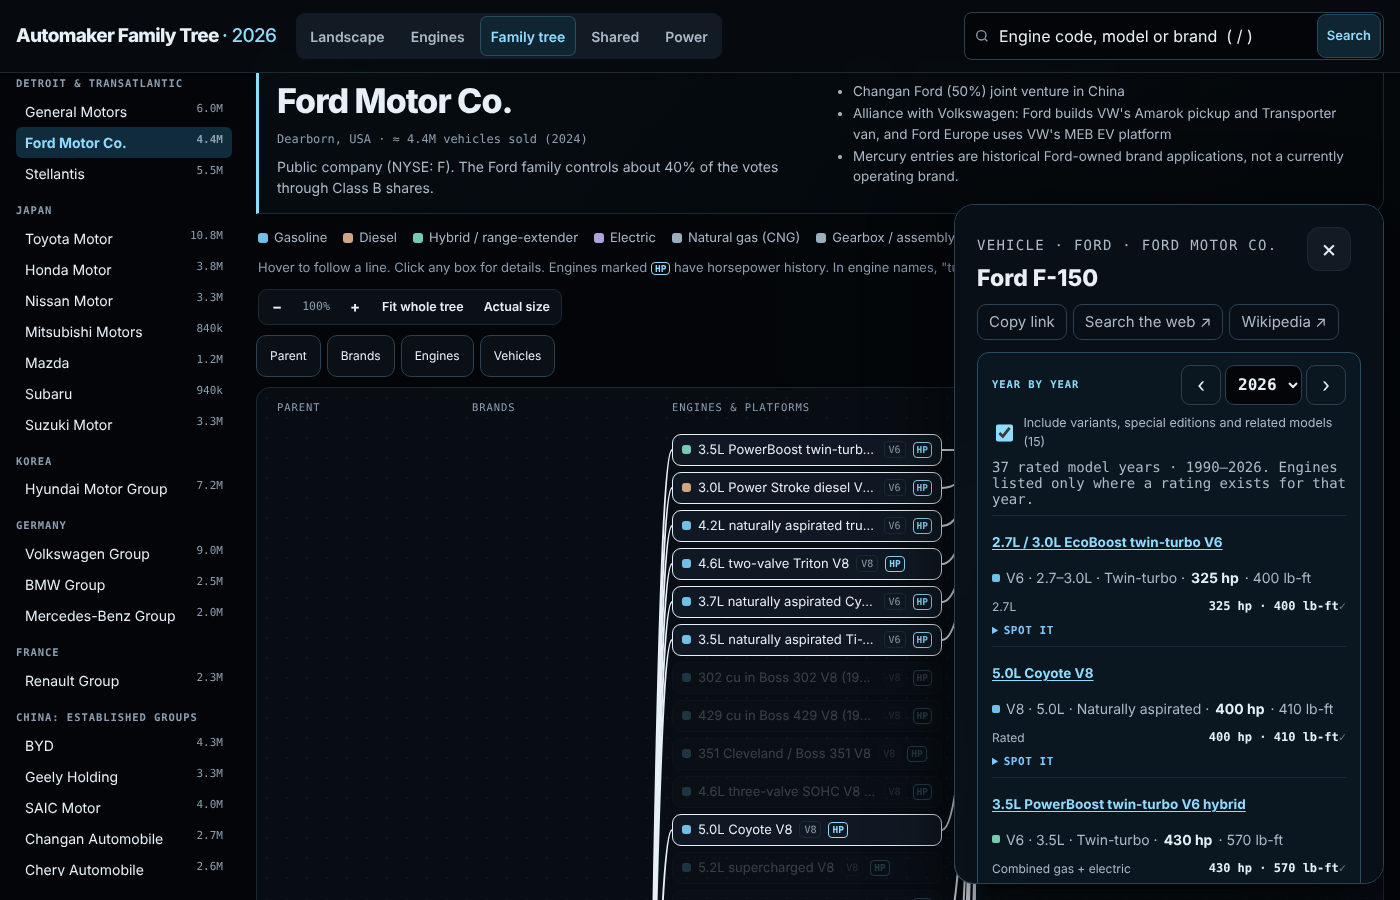 Automaker Family Tree · 2026
Landscape
Engines
Family tree
Shared
Power
Engine code, model or brand ( / )
Search
DETROIT & TRANSATLANTIC
General Motors 6.0M
Ford Motor Co. 4.4M
Stellantis 5.5M
JAPAN
Toyota Motor 10.8M
Honda Motor 3.8M
Nissan Motor 3.3M
Mitsubishi Motors 840k
Mazda 1.2M
Subaru 940k
Suzuki Motor 3.3M
KOREA
Hyundai Motor Group 7.2M
GERMANY
Volkswagen Group 9.0M
BMW Group 2.5M
Mercedes-Benz Group 2.0M
FRANCE
Renault Group 2.3M
CHINA: ESTABLISHED GROUPS
BYD 4.3M
Geely Holding 3.3M
SAIC Motor 4.0M
Changan Automobile 2.7M
Chery Automobile 2.6M
Ford Motor Co.
Dearborn, USA · ≈ 4.4M vehicles sold (2024)
Public company (NYSE: F). The Ford family controls about 40% of the votes
through Class B shares.
• Changan Ford (50%) joint venture in China
• Alliance with Volkswagen: Ford builds VW's Amarok pickup and Transporter
van, and Ford Europe uses VW's MEB EV platform
• Mercury entries are historical Ford-owned brand applications, not a currently
operating brand.
Gasoline Diesel Hybrid / range-extender Electric Natural gas (CNG) Gearbox / assembly
Hover to follow a line. Click any box for details. Engines marked HP have horsepower history. In engine names, "tu
− 100% + Fit whole tree Actual size
Parent Brands Engines Vehicles
PARENT BRANDS ENGINES & PLATFORMS
3.5L PowerBoost twin-turb... V6 HP
3.0L Power Stroke diesel V... V6 HP
4.2L naturally aspirated tru... V6 HP
4.6L two-valve Triton V8 V8 HP
3.7L naturally aspirated Cy... V6 HP
3.5L naturally aspirated Ti-... V6 HP
302 cu in Boss 302 V8 (19... V8 HP
429 cu in Boss 429 V8 (19... V8 HP
351 Cleveland / Boss 351 V8 V8 HP
4.6L three-valve SOHC V8 ... V8 HP
5.0L Coyote V8 V8 HP
5.2L supercharged V8 V8 HP
VEHICLE · FORD · FORD MOTOR CO.
Ford F-150
×
Copy link
Search the web ↗
Wikipedia ↗
YEAR BY YEAR ‹ 2026 ›
Include variants, special editions and related models
(15)
37 rated model years · 1990–2026. Engines
listed only where a rating exists for that
year.
2.7L / 3.0L EcoBoost twin-turbo V6
V6 · 2.7–3.0L · Twin-turbo · 325 hp · 400 lb-ft
2.7L 325 hp · 400 lb-ft✓
▶ SPOT IT
5.0L Coyote V8
V8 · 5.0L · Naturally aspirated · 400 hp · 410 lb-ft
Rated 400 hp · 410 lb-ft✓
▶ SPOT IT
3.5L PowerBoost twin-turbo V6 hybrid
V6 · 3.5L · Twin-turbo · 430 hp · 570 lb-ft
Combined gas + electric 430 hp · 570 lb-ft✓